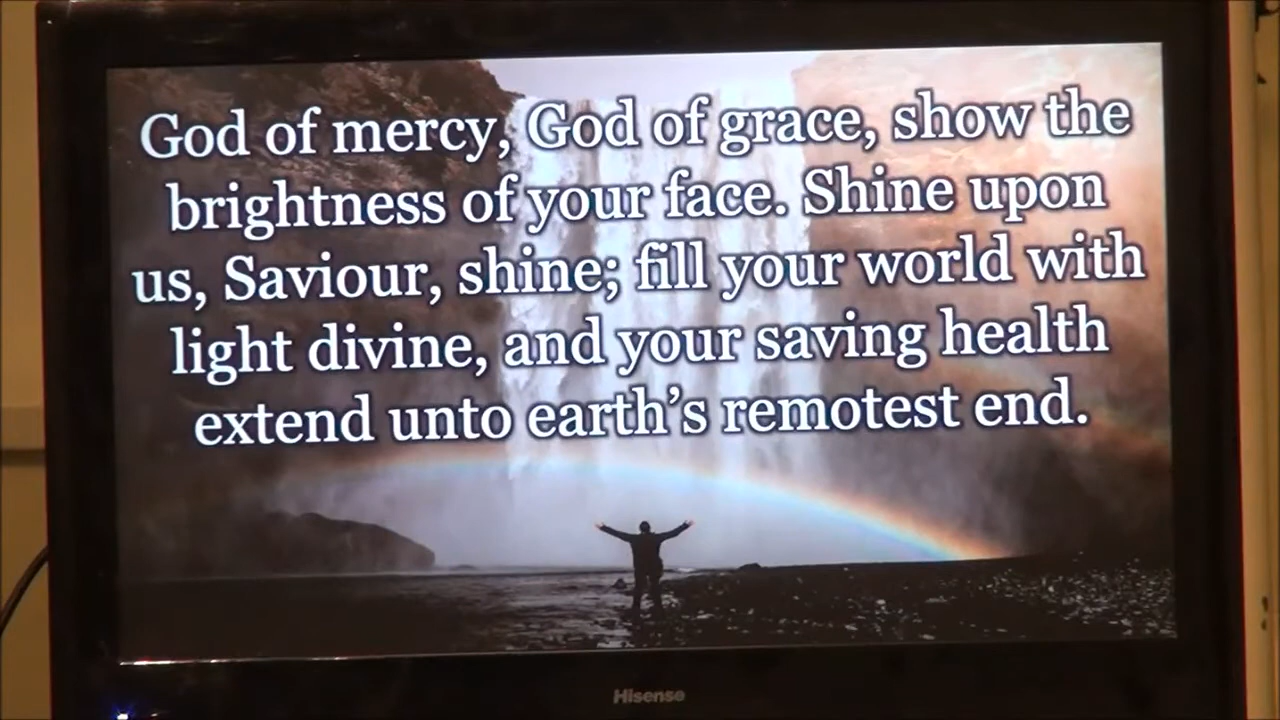 God of mercy, God of grace, show the
brightness of your face. Shine upon
us, Saviour, shine; fill your world with
light divine, and your saving health
extend unto earth’s remotest end.
Hisense